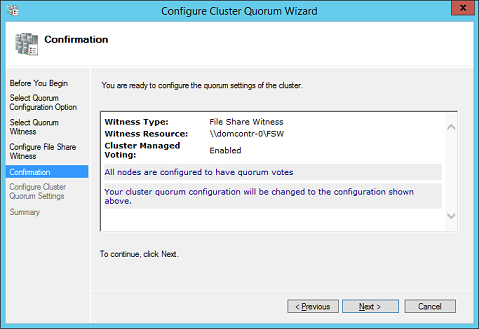 Configure Cluster Quorum Wizard
x
Confirmation
Before You Begin
Select Quorum
Configuration Option
Select Quorum
Witness
Configure File Share
Witness
Confirmation
Configure Cluster
Quorum Settings
Summary
You are ready to configure the quorum settings of the cluster.
Witness Type: File Share Witness
Witness Resource: \\domcontr-0\FSW
Cluster Managed
Voting: Enabled
All nodes are configured to have quorum votes
Your cluster quorum configuration will be changed to the configuration shown
above.
To continue, click Next.
< Previous
Next >
Cancel